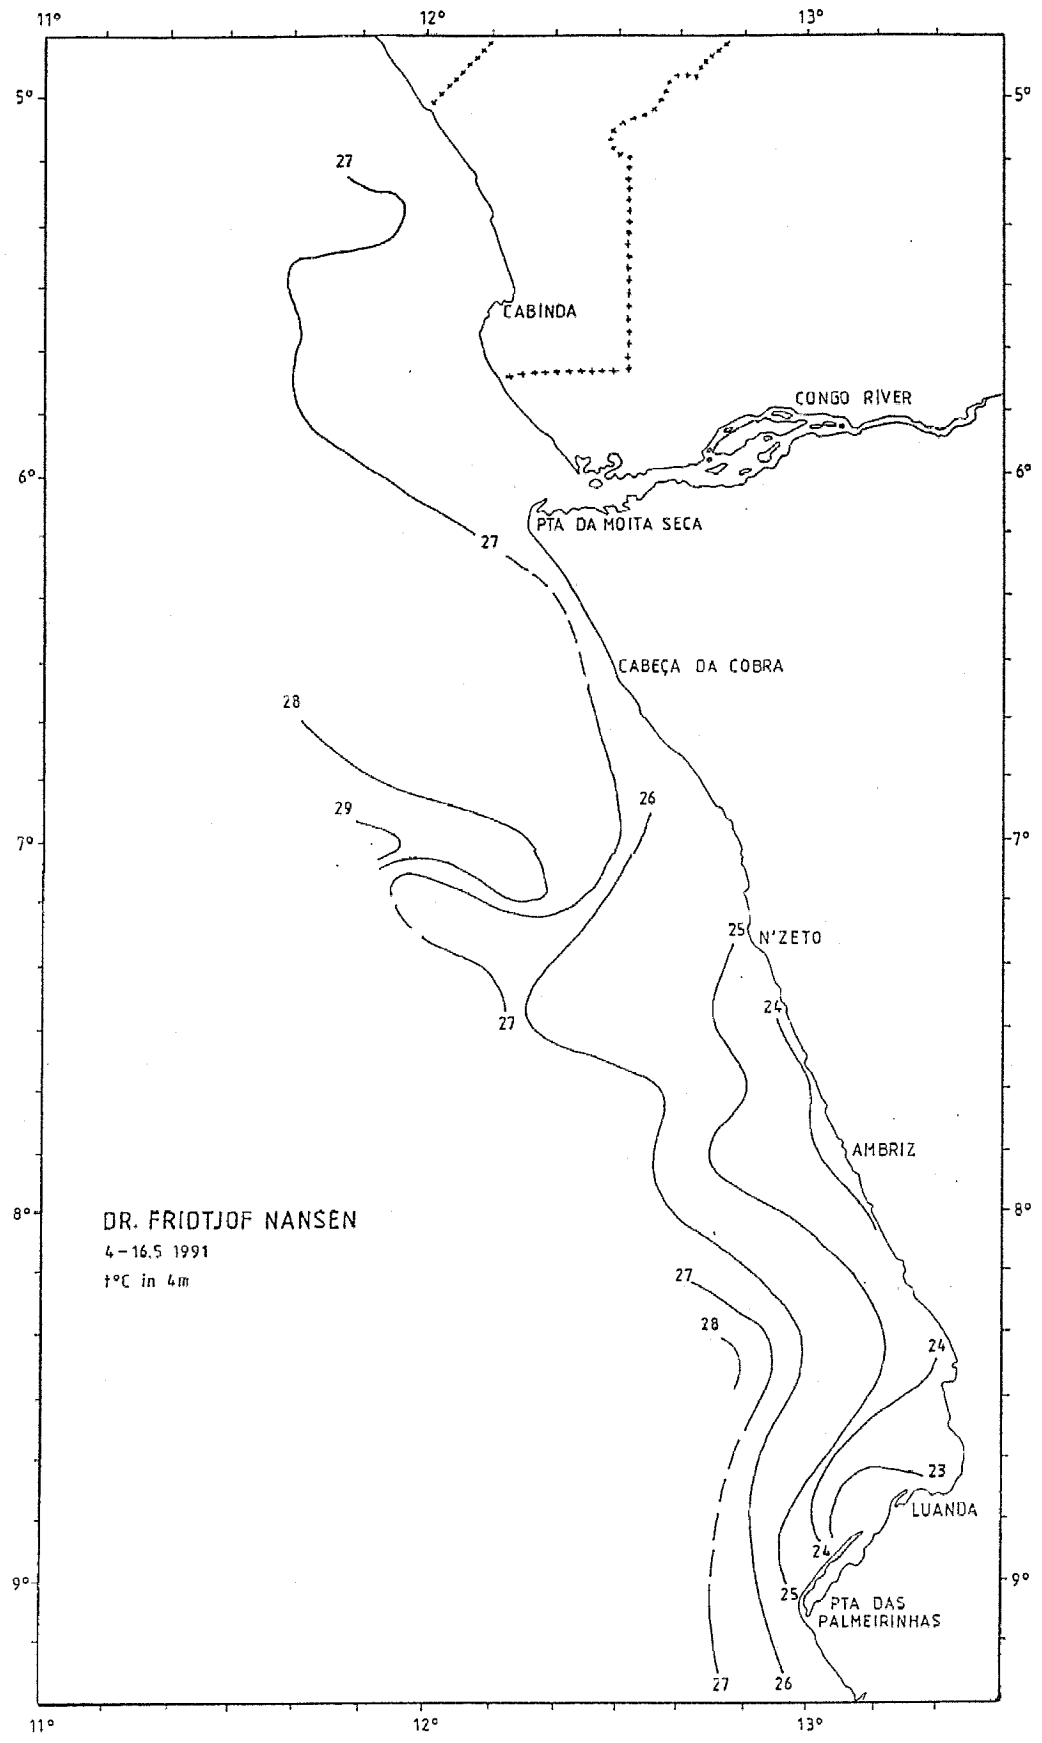 11° 12° 13°
5° 5°
27
CABINDA
CONGO RIVER
6° 6°
PTA DA MOITA SECA
27
CABEÇA DA COBRA
28
26
29
7° 7°
25 N'ZETO
24
27
AMBRIZ
8° 8°
DR. FRIDTJOF NANSEN
4-16.5 1991
t°C in 4m
27
28
24
23
LUANDA
24
9° 9°
25
PTA DAS
PALMEIRINHAS
27 26
11° 12° 13°